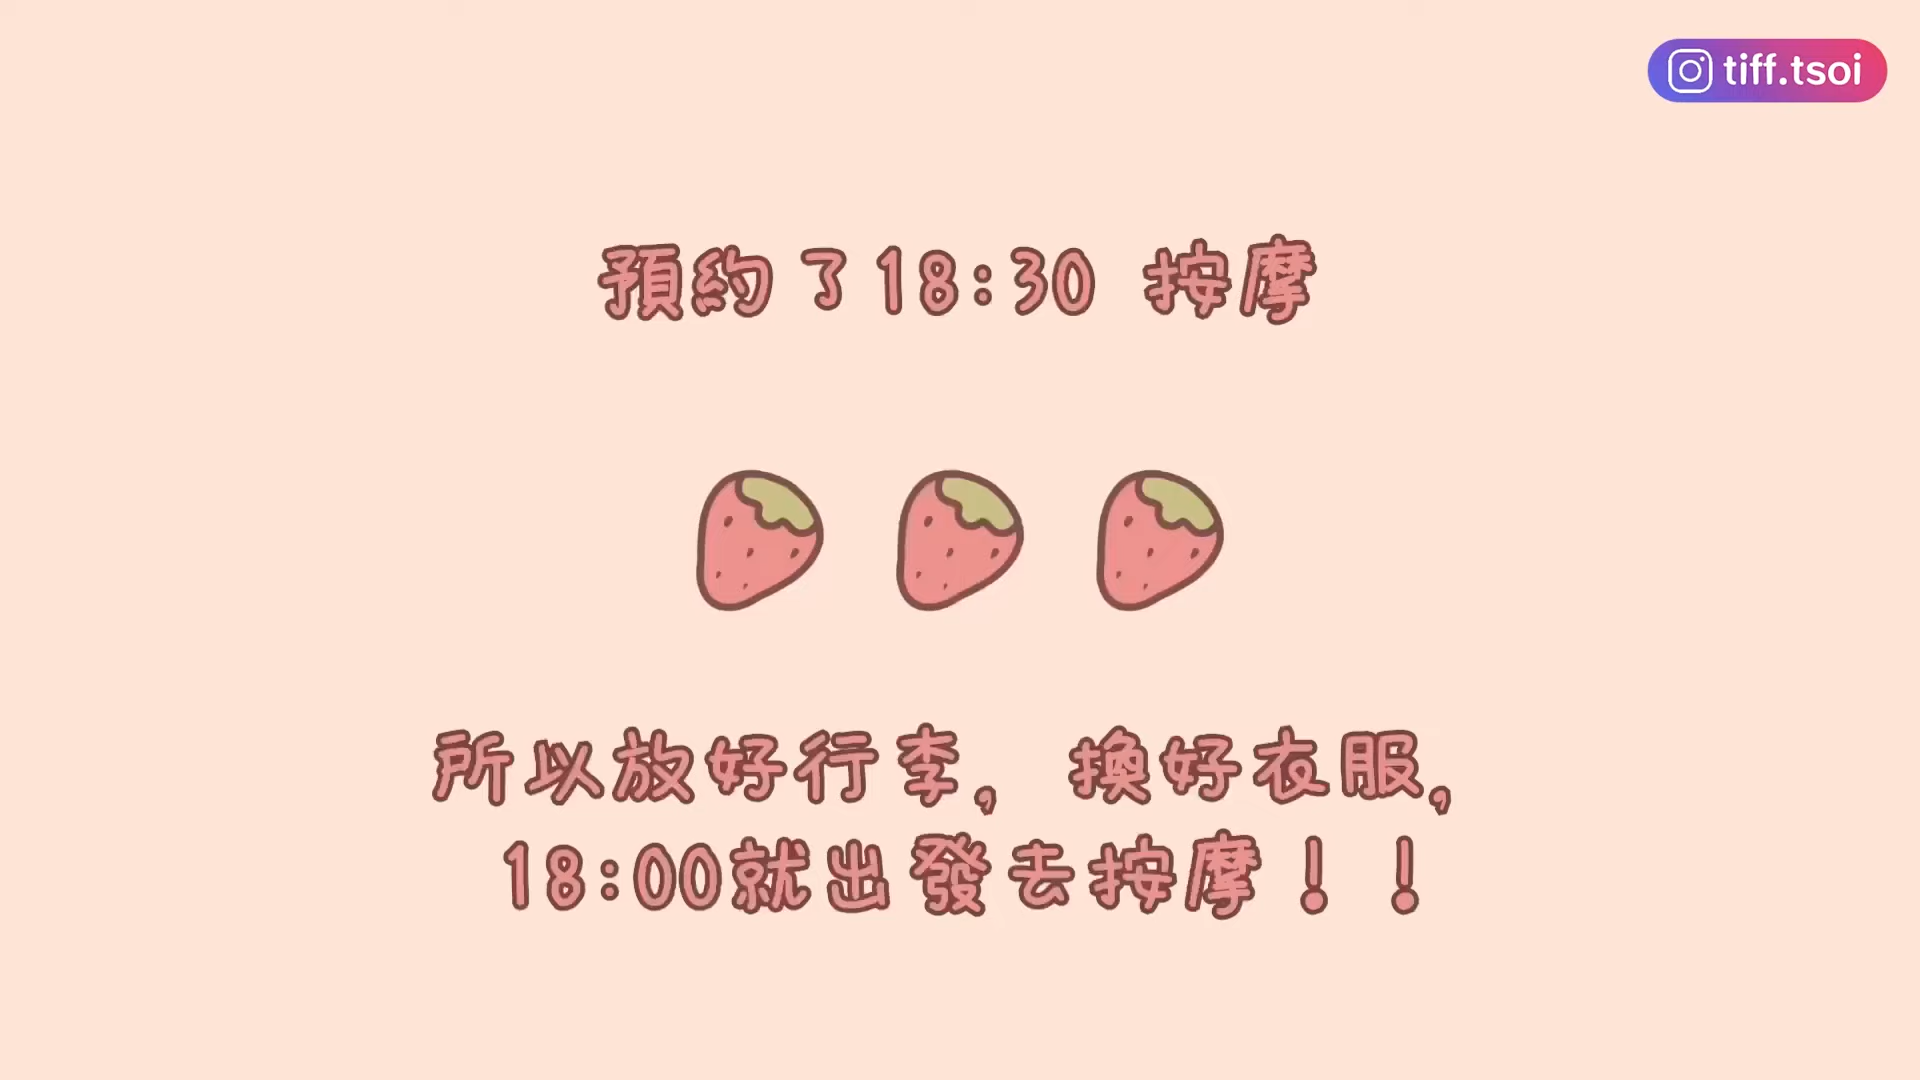 tiff.tsoi
預約了18:30 按摩
所以放好行李, 換好衣服,
18:00就出發去按摩！！